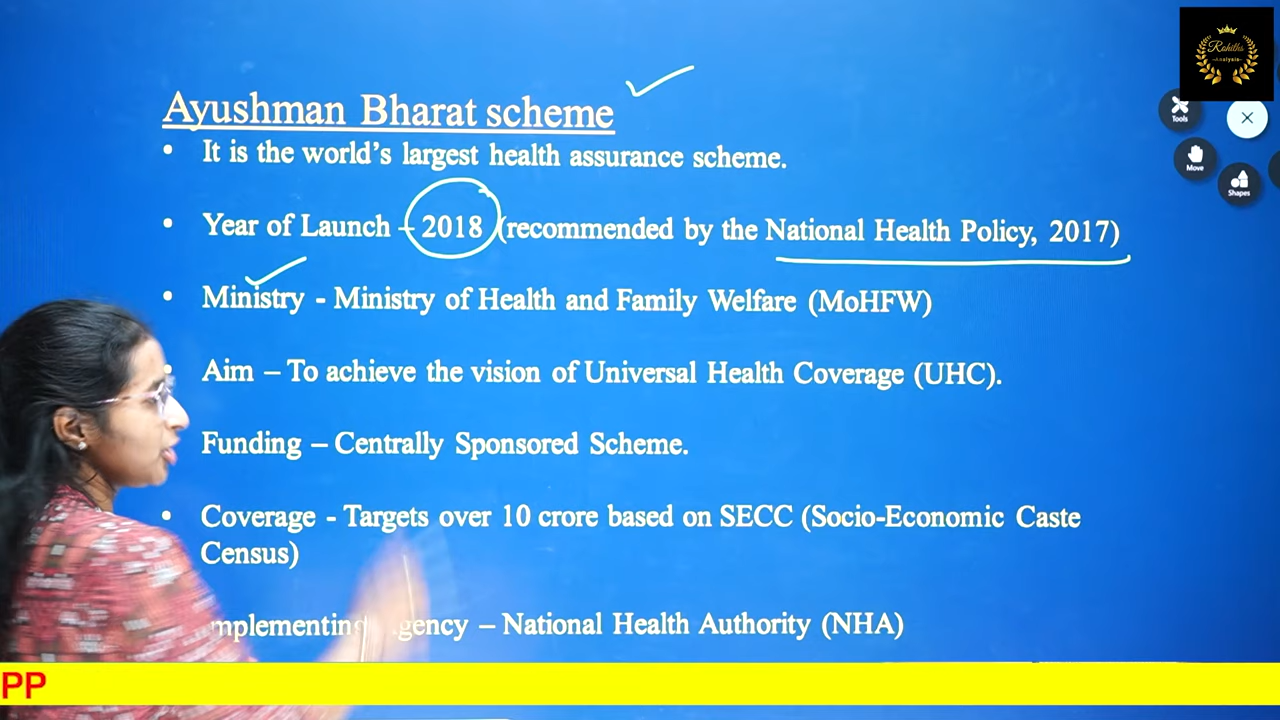 Rohiths
Analysis
Tools
Move
Shapes
Ayushman Bharat scheme
• It is the world's largest health assurance scheme.
• Year of Launch – 2018 (recommended by the National Health Policy, 2017)
• Ministry - Ministry of Health and Family Welfare (MoHFW)
Aim – To achieve the vision of Universal Health Coverage (UHC).
Funding – Centrally Sponsored Scheme.
• Coverage - Targets over 10 crore based on SECC (Socio-Economic Caste
Census)
– National Health Authority (NHA)
PP